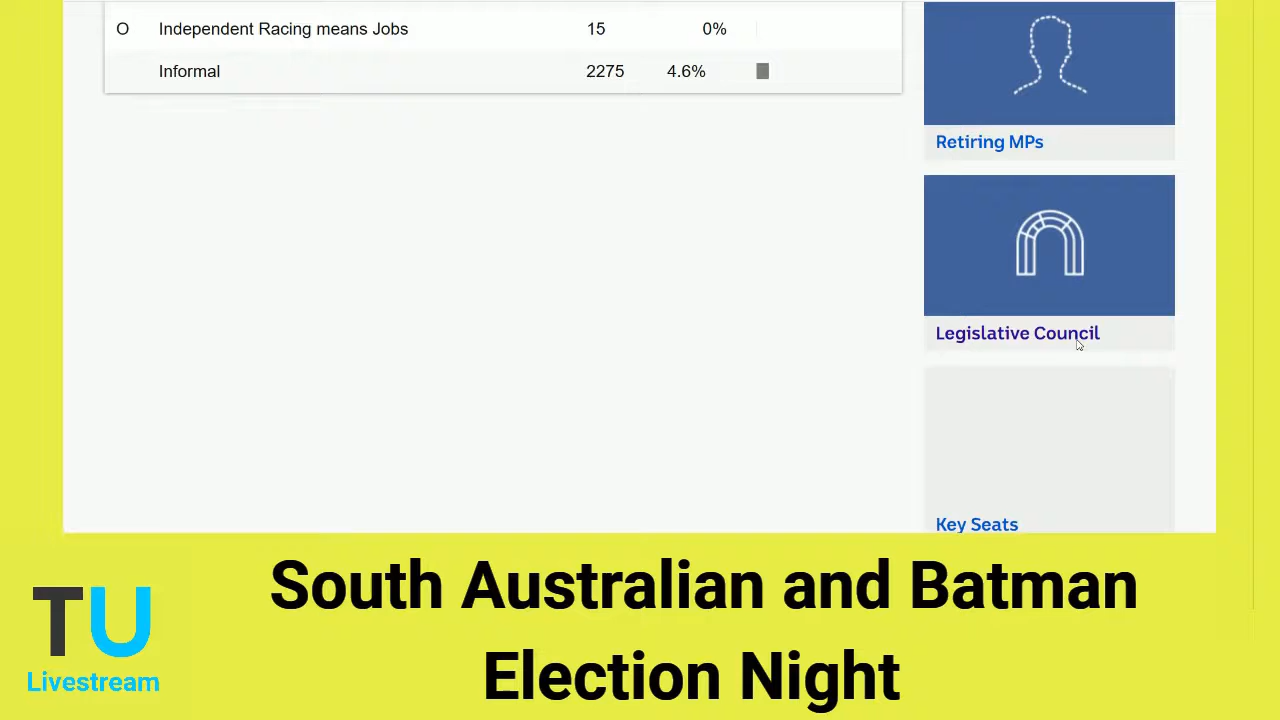 O Independent Racing means Jobs 15 0%
Informal 2275 4.6%
Retiring MPs
Legislative Council
Key Seats
South Australian and Batman
Election Night
TU
Livestream